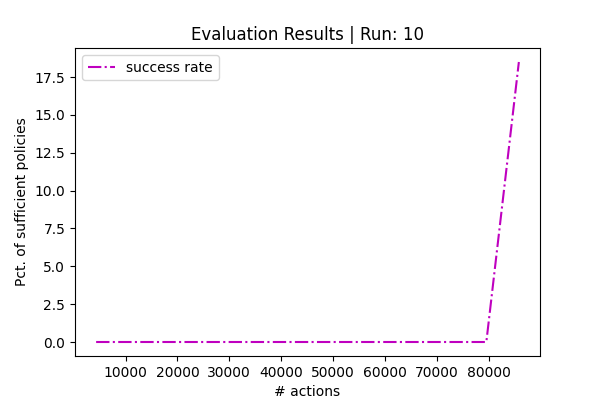 Evaluation Results | Run: 10
success rate
Pct. of sufficient policies
17.5
15.0
12.5
10.0
7.5
5.0
2.5
0.0
10000 20000 30000 40000 50000 60000 70000 80000
# actions